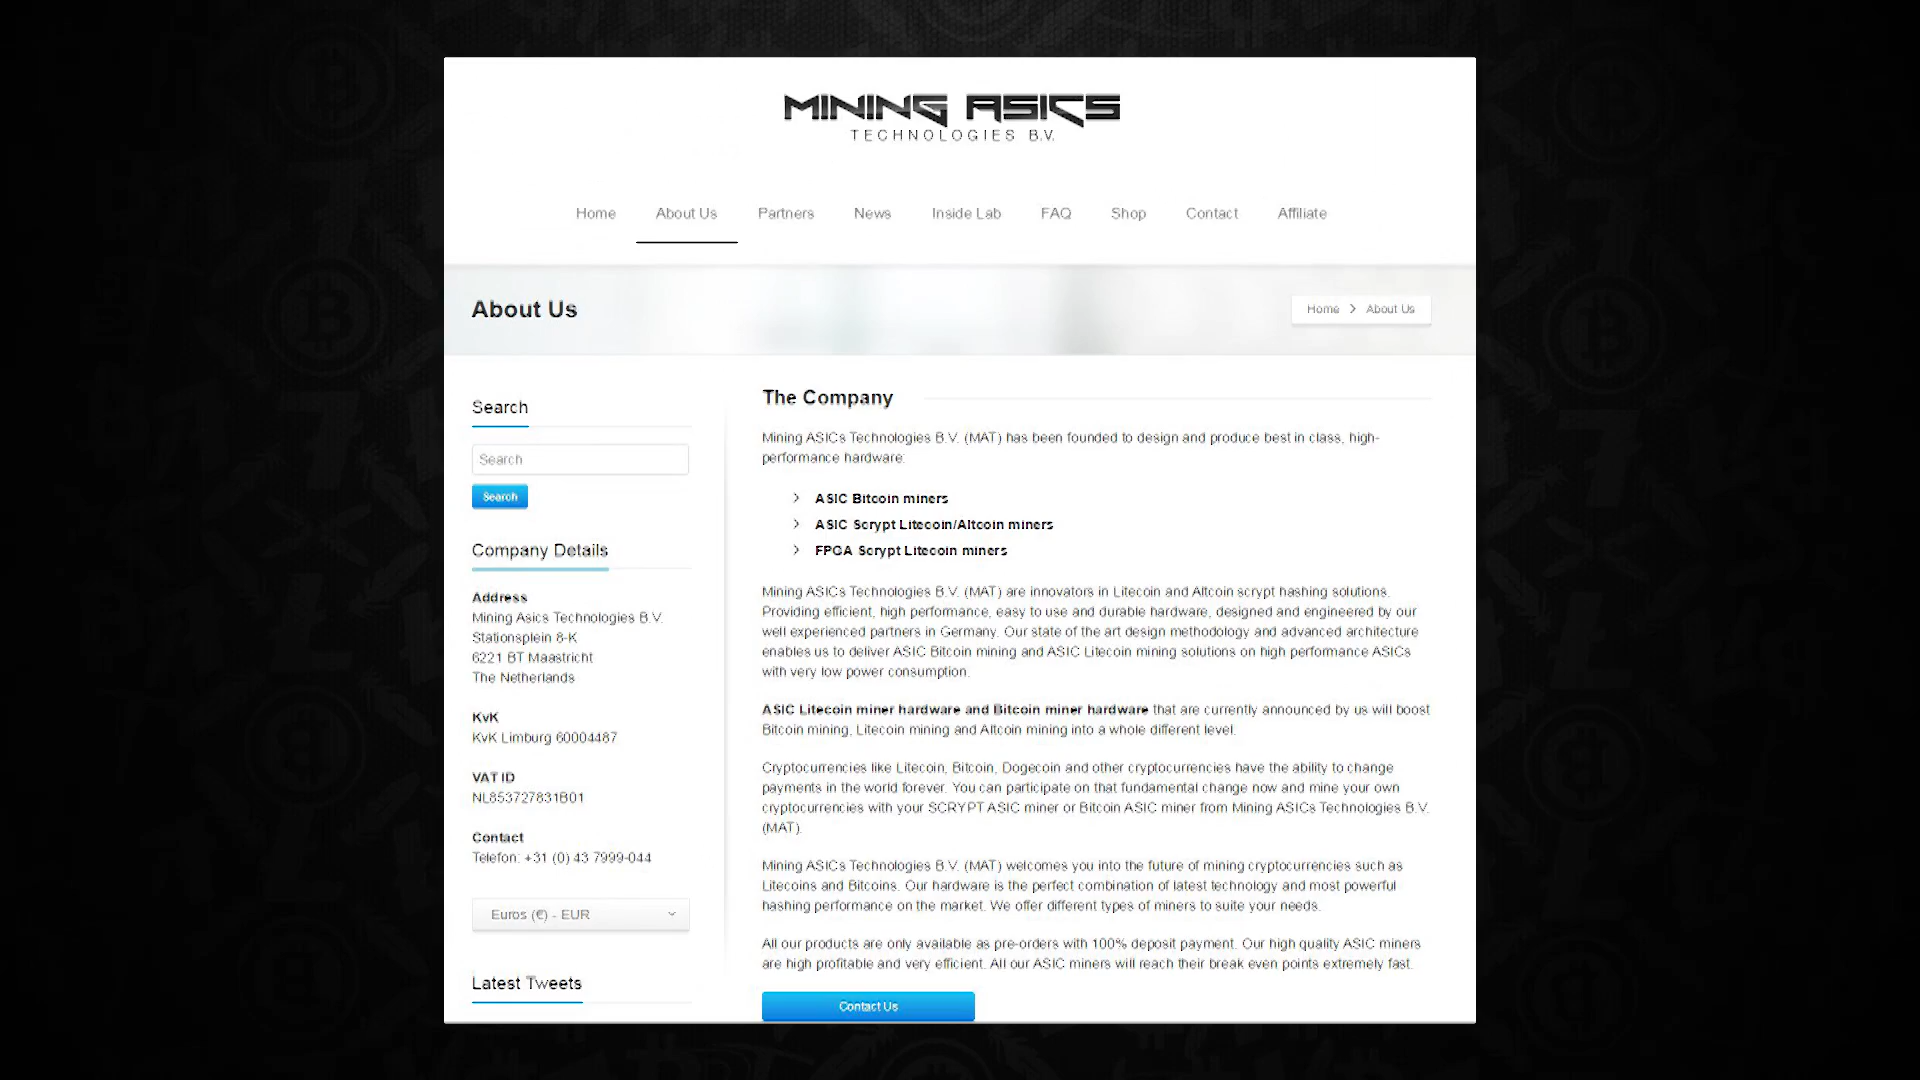 MINING ASICS
TECHNOLOGIES B.V.
Home
About Us
Partners
News
Inside Lab
FAQ
Shop
Contact
Affiliate
About Us
Home > About Us
Search
Search
Search
Company Details
Address
Mining Asics Technologies B.V.
Stationsplein 8-K
6221 BT Maastricht
The Netherlands
KvK
KvK Limburg 60004487
VAT ID
NL853727831B01
Contact
Telefon: +31 (0) 43 7999-044
Euros (€) - EUR
Latest Tweets
The Company
Mining ASICs Technologies B.V. (MAT) has been founded to design and produce best in class, high-
performance hardware:
ASIC Bitcoin miners
ASIC Scrypt Litecoin/Altcoin miners
FPGA Scrypt Litecoin miners
Mining ASICs Technologies B.V. (MAT) are innovators in Litecoin and Altcoin scrypt hashing solutions.
Providing efficient, high performance, easy to use and durable hardware, designed and engineered by our
well experienced partners in Germany. Our state of the art design methodology and advanced architecture
enables us to deliver ASIC Bitcoin mining and ASIC Litecoin mining solutions on high performance ASICs
with very low power consumption.
ASIC Litecoin miner hardware and Bitcoin miner hardware that are currently announced by us will boost
Bitcoin mining, Litecoin mining and Altcoin mining into a whole different level.
Cryptocurrencies like Litecoin, Bitcoin, Dogecoin and other cryptocurrencies have the ability to change
payments in the world forever. You can participate on that fundamental change now and mine your own
cryptocurrencies with your SCRYPT ASIC miner or Bitcoin ASIC miner from Mining ASICs Technologies B.V.
(MAT).
Mining ASICs Technologies B.V. (MAT) welcomes you into the future of mining cryptocurrencies such as
Litecoins and Bitcoins. Our hardware is the perfect combination of latest technology and most powerful
hashing performance on the market. We offer different types of miners to suite your needs.
All our products are only available as pre-orders with 100% deposit payment. Our high quality ASIC miners
are high profitable and very efficient. All our ASIC miners will reach their break even points extremely fast.
Contact Us